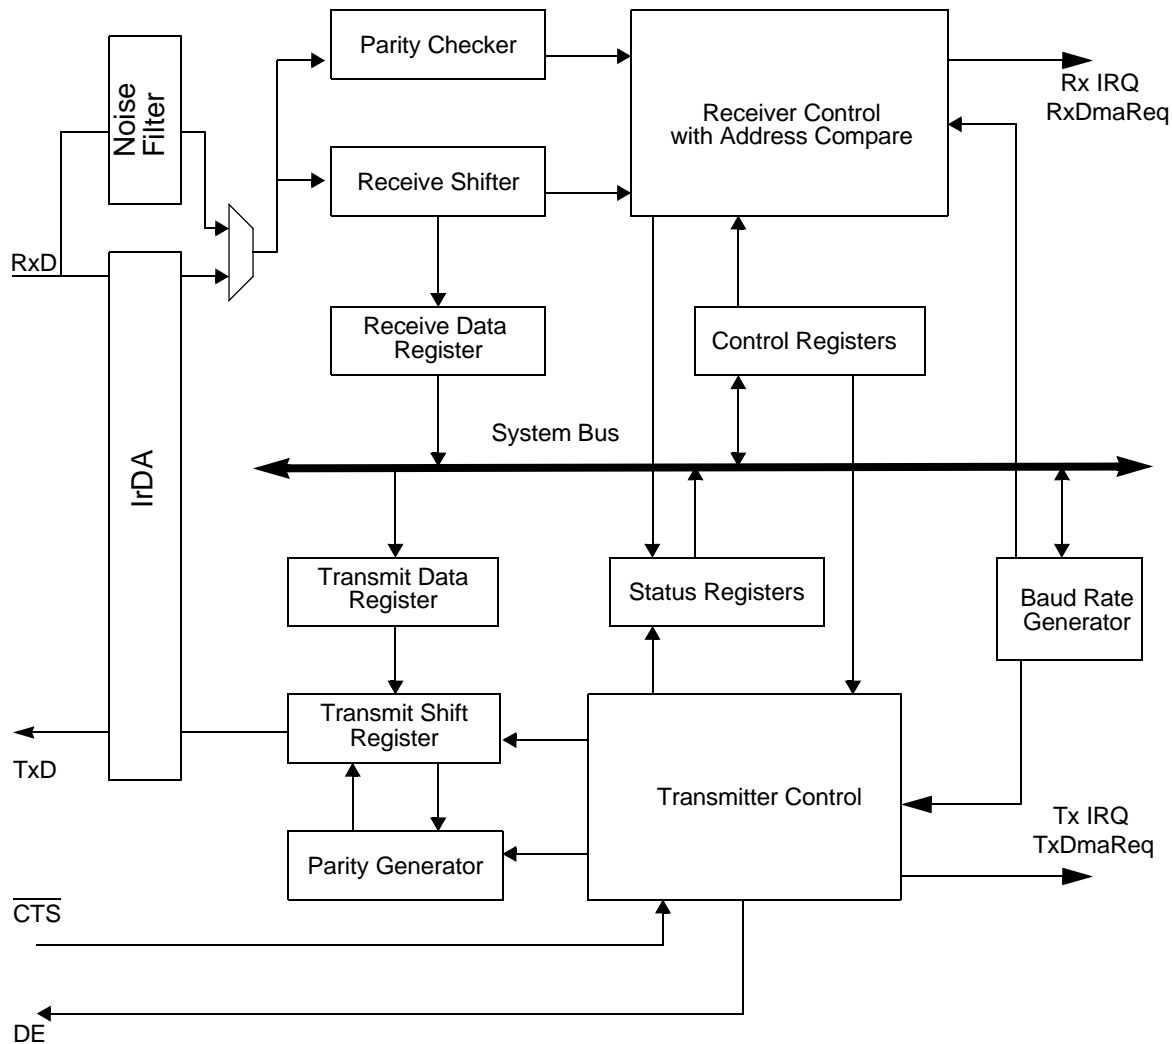 Parity Checker
Noise
Filter
Receiver Control
with Address Compare
Rx IRQ
RxDmaReq
Receive Shifter
RxD
Receive Data
Register
Control Registers
System Bus
IrDA
Transmit Data
Register
Status Registers
Baud Rate
Generator
Transmit Shift
Register
TxD
Transmitter Control
Tx IRQ
TxDmaReq
Parity Generator
CTS
DE